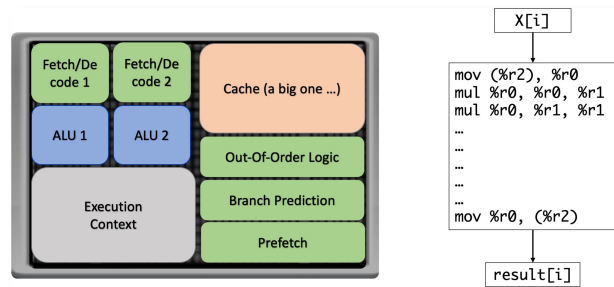 Fetch/De
code 1
Fetch/De
code 2
Cache (a big one …)
ALU 1
ALU 2
Out-Of-Order Logic
Execution
Context
Branch Prediction
Prefetch
X[i]
mov (%r2), %r0
mul %r0, %r0, %r1
mul %r0, %r1, %r1
…
…
…
…
…
mov %r0, (%r2)
result[i]